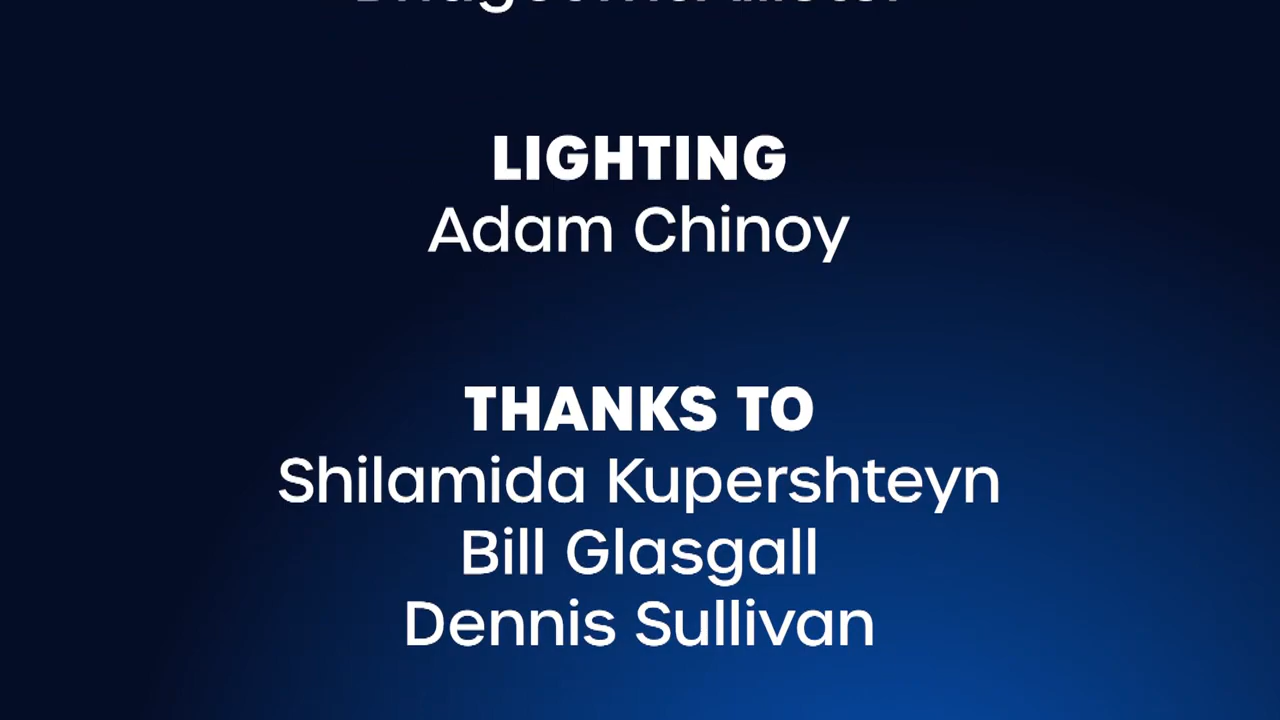 LIGHTING
Adam Chinoy
THANKS TO
Shilamida Kupershteyn
Bill Glasgall
Dennis Sullivan